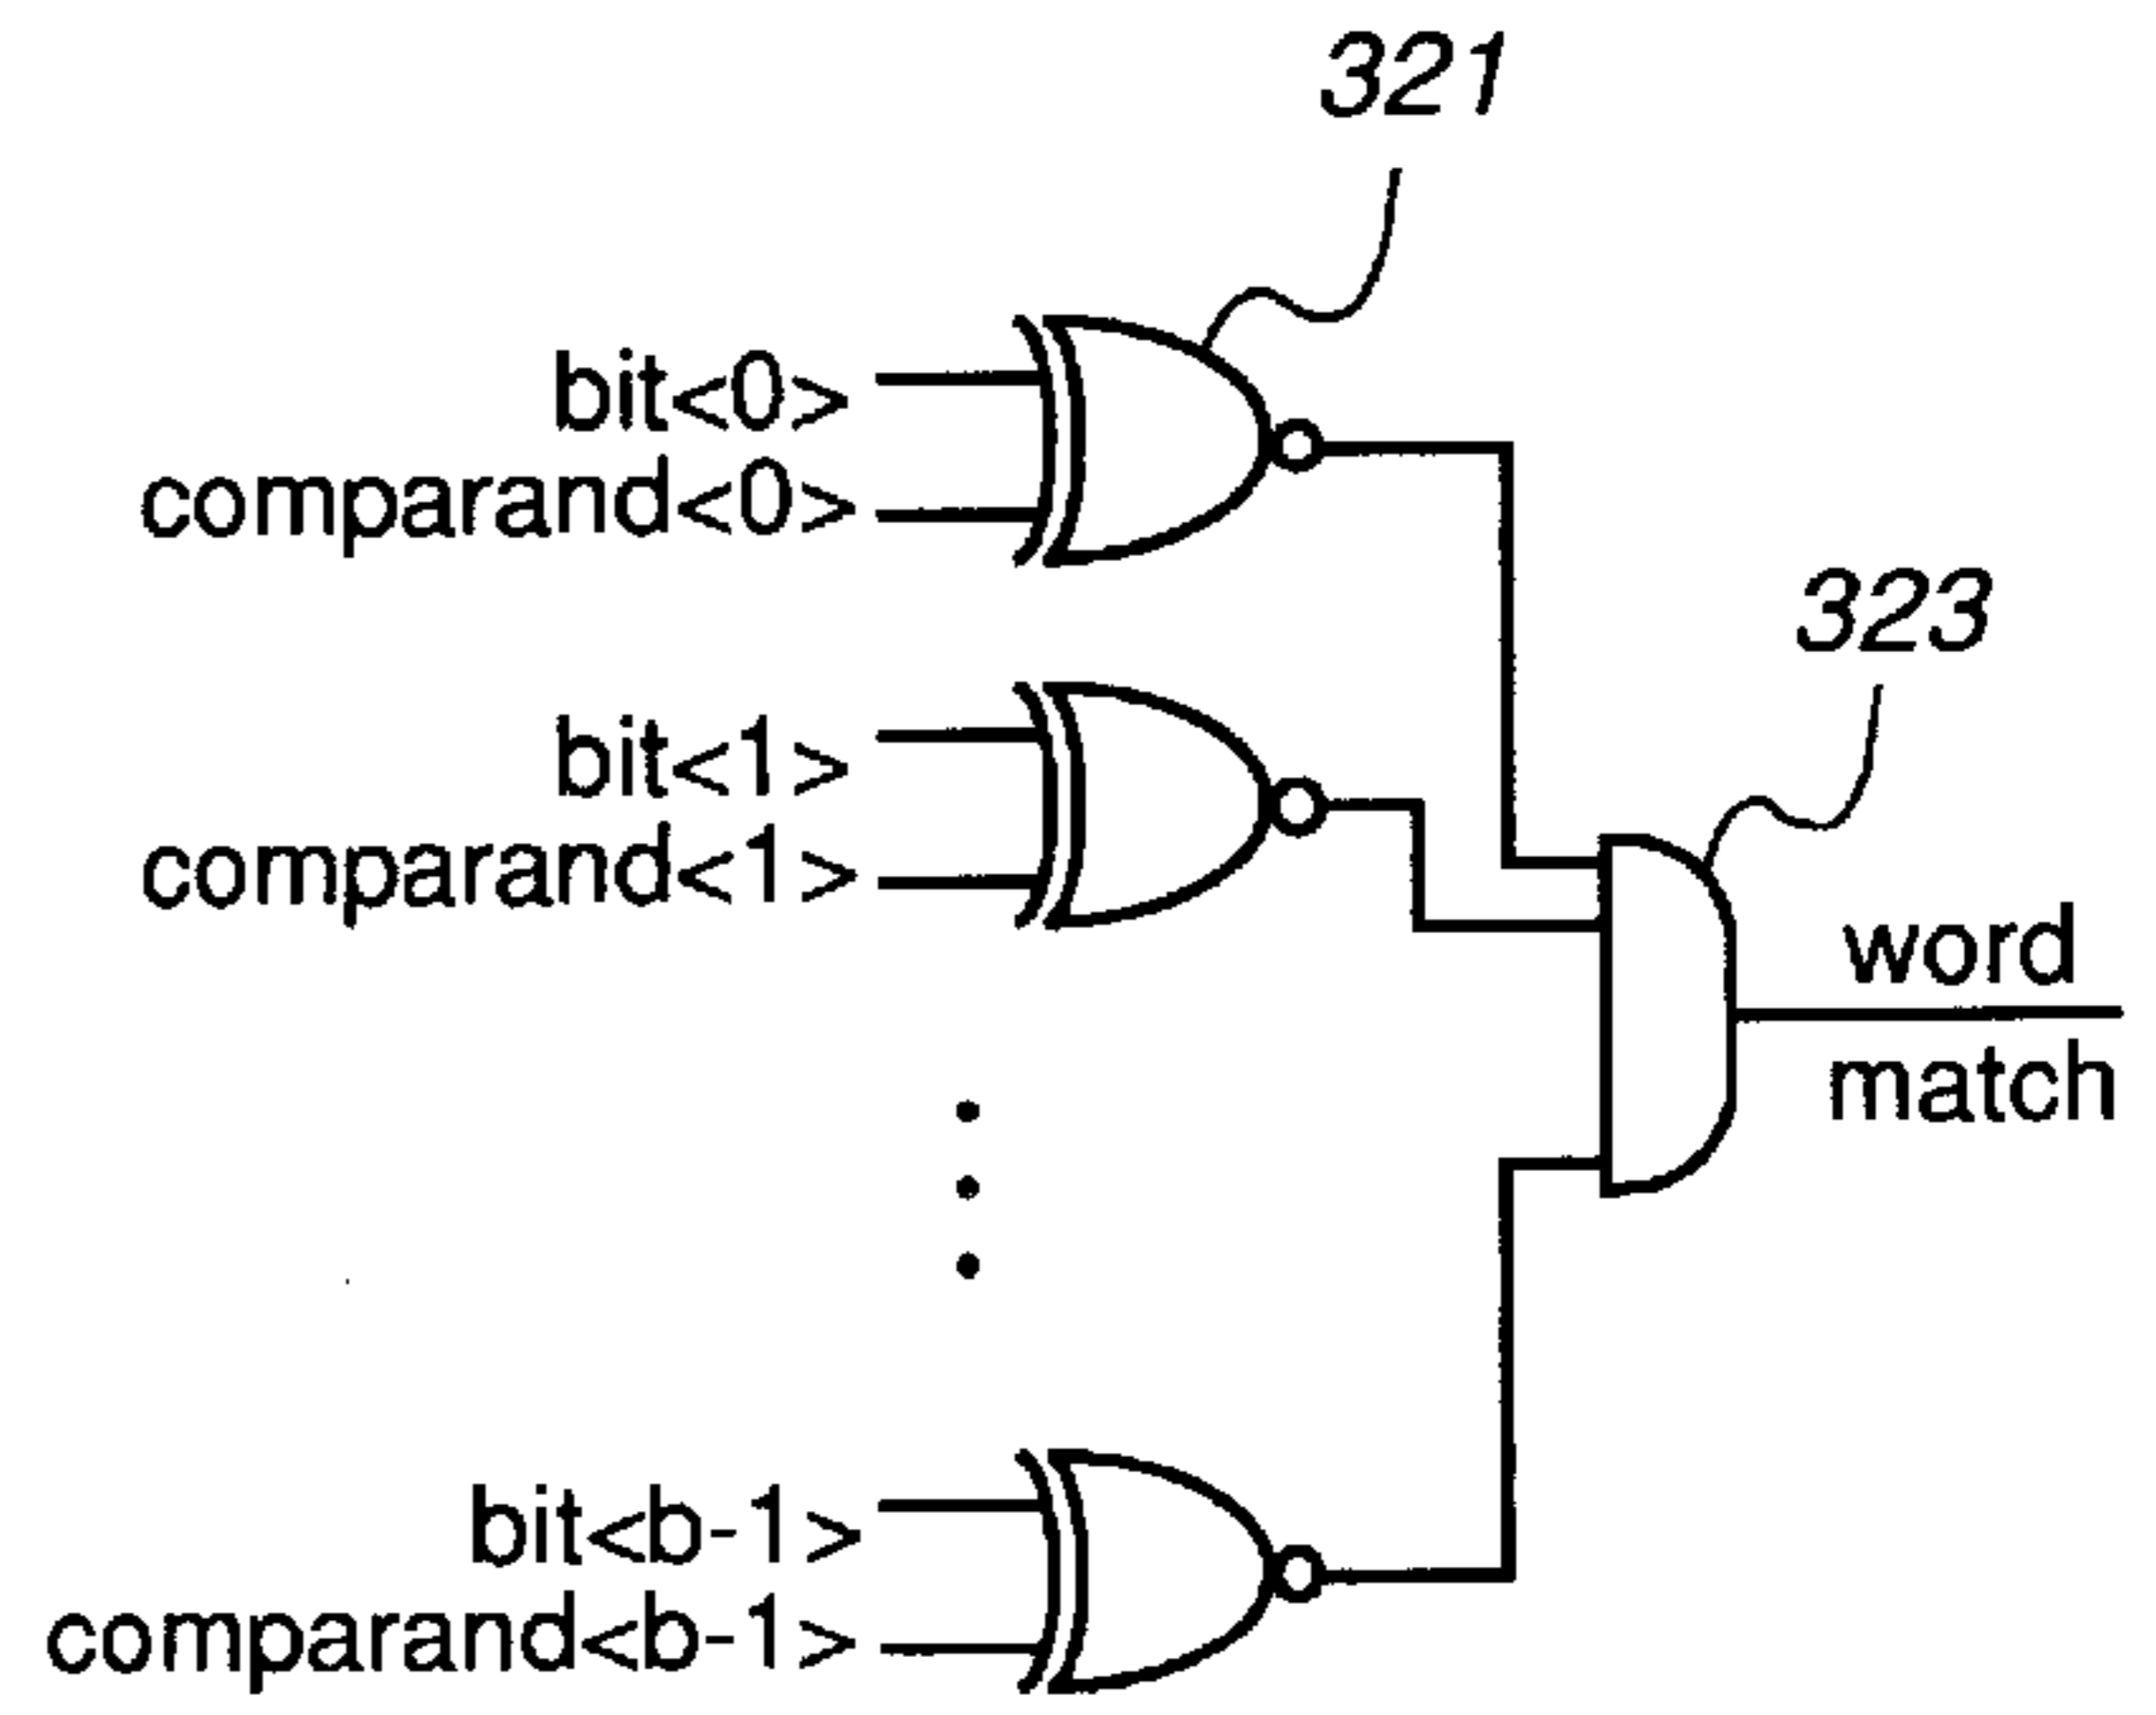 321
bit<0>
comparand<0>
323
bit<1>
comparand<1>
word
match
bit<b-1>
comparand<b-1>